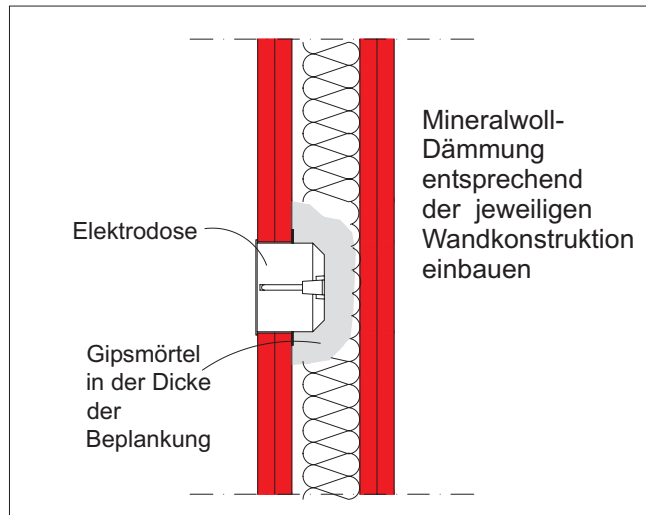 Mineralwoll-
Dämmung
entsprechend
der jeweiligen
Wandkonstruktion
einbauen
Elektrodose
Gipsmörtel
in der Dicke
der
Beplankung